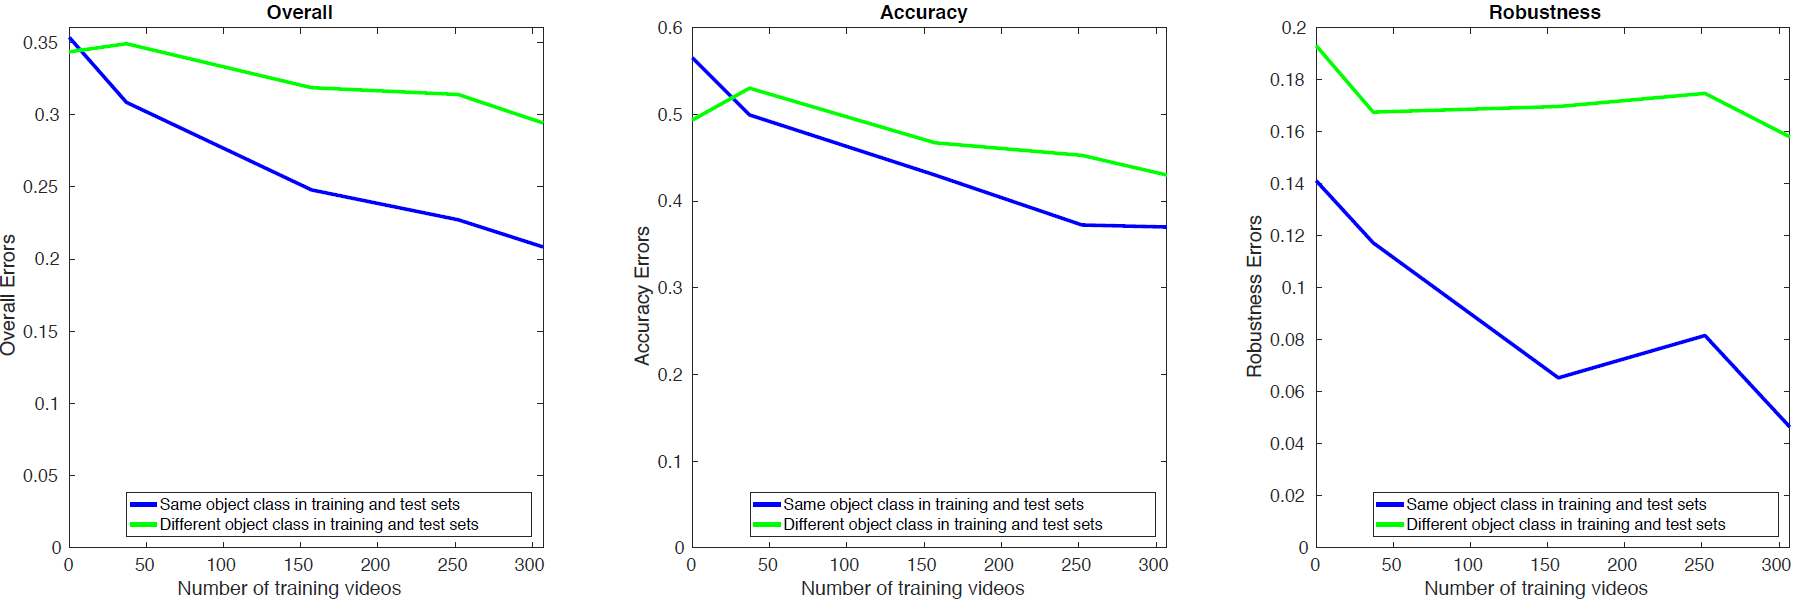 Overall
0.35
0.3
0.25
0.2
0.15
0.1
0.05
0
Overall Errors
0 50 100 150 200 250 300
Number of training videos
Same object class in training and test sets
Different object class in training and test sets
Accuracy
0.6
0.5
0.4
0.3
0.2
0.1
0
Accuracy Errors
0 50 100 150 200 250 300
Number of training videos
Same object class in training and test sets
Different object class in training and test sets
Robustness
0.2
0.18
0.16
0.14
0.12
0.1
0.08
0.06
0.04
0.02
0
Robustness Errors
0 50 100 150 200 250 300
Number of training videos
Same object class in training and test sets
Different object class in training and test sets